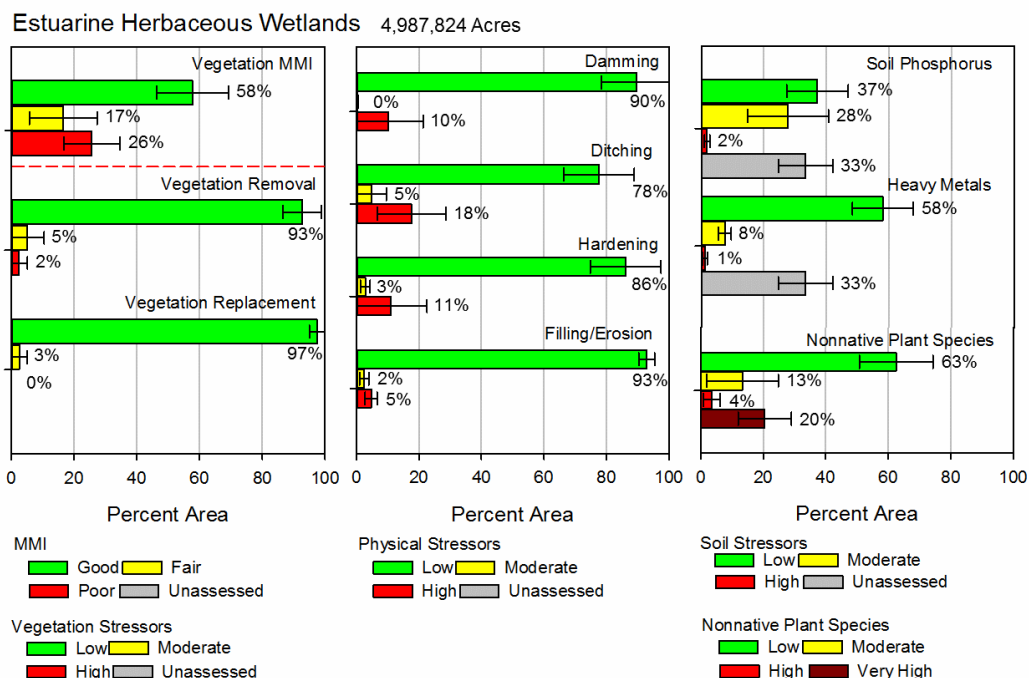 Estuarine Herbaceous Wetlands 4,987,824 Acres
Vegetation MMI
58%
17%
26%
Vegetation Removal
93%
5%
2%
Vegetation Replacement
97%
3%
0%
0 20 40 60 80 100
Percent Area
MMI
Good Fair
Poor Unassessed
Vegetation Stressors
Low Moderate
High Unassessed
Damming
90%
0%
10%
Ditching
78%
5%
18%
Hardening
86%
3%
11%
Filling/Erosion
93%
2%
5%
0 20 40 60 80 100
Percent Area
Physical Stressors
Low Moderate
High Unassessed
Soil Phosphorus
37%
28%
2%
33%
Heavy Metals
58%
8%
1%
33%
Nonnative Plant Species
63%
13%
4%
20%
0 20 40 60 80 100
Percent Area
Soil Stressors
Low Moderate
High Unassessed
Nonnative Plant Species
Low Moderate
High Very High